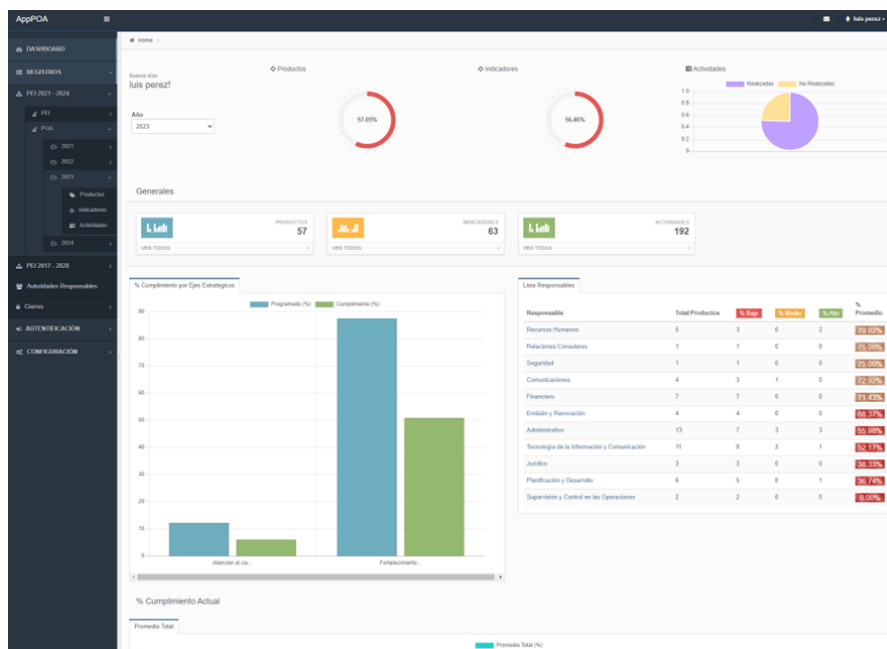 AppPOA
luis perez
DASHBOARD
REGISTROS
PEI 2021 - 2024
PEI
POA
2021
2022
2023
Productos
Indicadores
Actividades
2024
PEI 2017 - 2020
Autoridades Responsables
Cierres
AUTENTIFICACIÓN
CONFIGURACIÓN
Home
Buenos días,
luis perez!
Año
2023
Productos
57.05%
Indicadores
56.46%
Actividades
Realizadas No Realizadas
1.0
0.8
0.6
0.4
0.2
0
Generales
PRODUCTOS
57
VER TODOS
INDICADORES
63
VER TODOS
ACTIVIDADES
192
VER TODAS
% Cumplimiento por Ejes Estratégicos
Programado (%) Cumplimiento (%)
90
80
70
60
50
40
30
20
10
0
Atencion al ciu...
Fortalecimiento...
Lista Responsables
Responsable Total Productos % Bajo % Medio % Alto % Promedio
Recursos Humanos 5 3 0 2
Relaciones Consulares 1 1 0 0 75.00%
Seguridad 1 1 0 0 75.00%
Comunicaciones 4 3 1 0 72.92%
Financiero 7 7 0 0 71.43%
Emisión y Renovación 4 4 0 0 68.37%
Administrativo 13 7 3 3 55.98%
Tecnología de la Información y Comunicación 11 8 2 1 52.17%
Jurídico 3 3 0 0 38.33%
Planificación y Desarrollo 6 5 0 1 36.74%
Supervisión y Control en las Operaciones 2 2 0 0 0.00%
% Cumplimiento Actual
Promedio Total
Promedio Total (%)